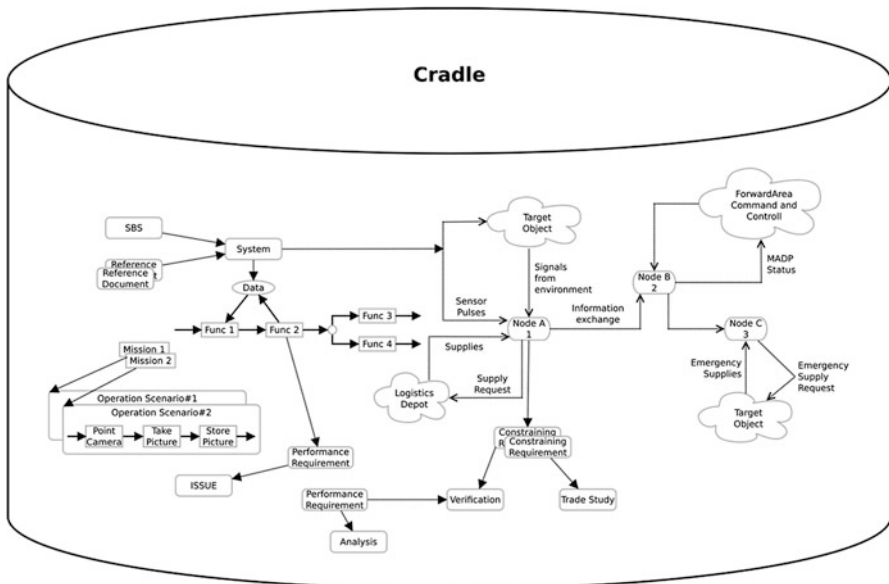 Cradle
SBS
System
Reference
Reference
Document
Data
Func 1
Func 2
Func 3
Func 4
Mission 1
Mission 2
Operation Scenario#1
Operation Scenario#2
Point
Camera
Take
Picture
Store
Picture
Performance
Requirement
ISSUE
Performance
Requirement
Analysis
Verification
Trade Study
Constraining
R
Constraining
Requirement
Target
Object
Signals
from
environment
Sensor
Pulses
Node A
1
Supplies
Supply
Request
Logistics
Depot
Information
exchange
Node B
2
ForwardArea
Command and
Controll
MADP
Status
Node C
3
Emergency
Supplies
Emergency
Supply
Request
Target
Object